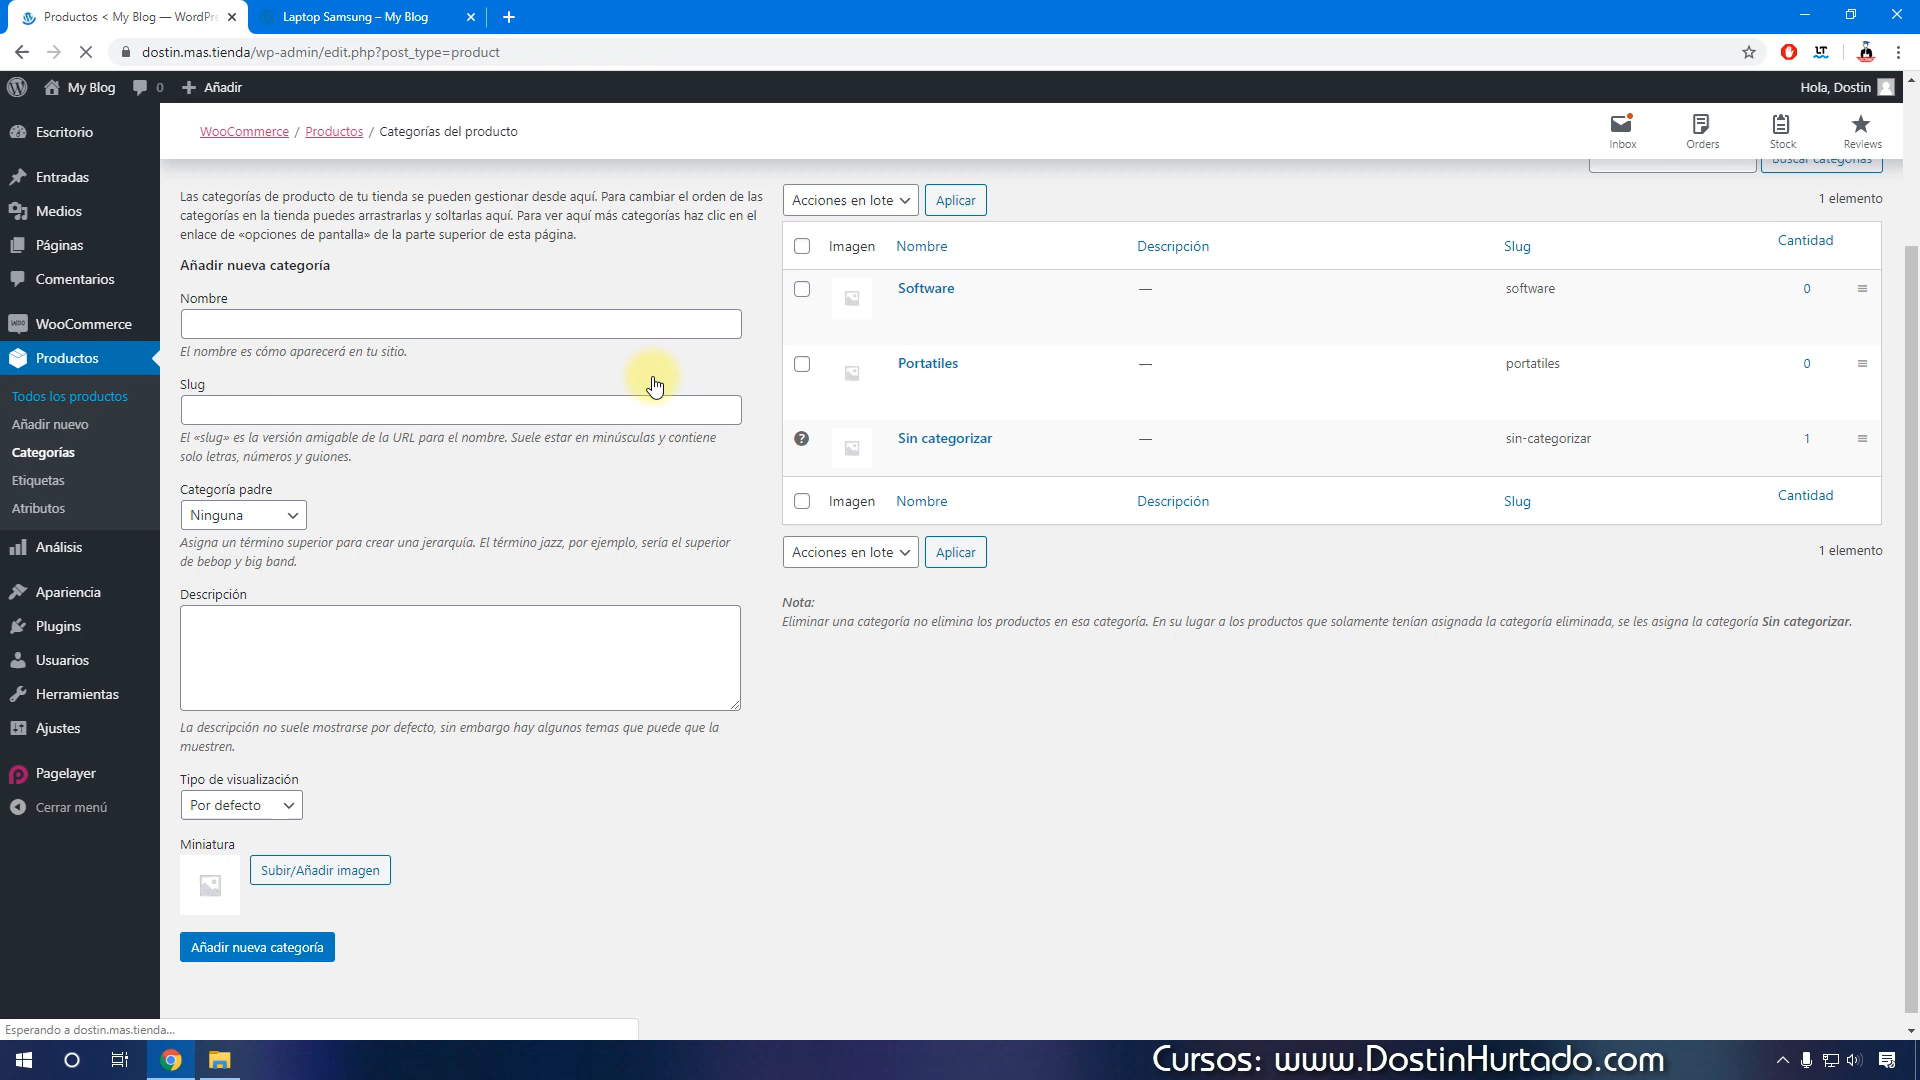 Productos < My Blog — WordPre
Laptop Samsung – My Blog
dostin.mas.tienda/wp-admin/edit.php?post_type=product
My Blog
0
Añadir
Hola, Dostin
WooCommerce / Productos / Categorías del producto
Inbox
Orders
Stock
Reviews
Escritorio
Entradas
Medios
Páginas
Comentarios
WooCommerce
Productos
Todos los productos
Añadir nuevo
Categorías
Etiquetas
Atributos
Análisis
Apariencia
Plugins
Usuarios
Herramientas
Ajustes
Pagelayer
Cerrar menú
Las categorías de producto de tu tienda se pueden gestionar desde aquí. Para cambiar el orden de las
categorías en la tienda puedes arrastrarlas y soltarlas aquí. Para ver aquí más categorías haz clic en el
enlace de «opciones de pantalla» de la parte superior de esta página.
Añadir nueva categoría
Nombre
El nombre es cómo aparecerá en tu sitio.
Slug
El «slug» es la versión amigable de la URL para el nombre. Suele estar en minúsculas y contiene
solo letras, números y guiones.
Categoría padre
Ninguna
Asigna un término superior para crear una jerarquía. El término jazz, por ejemplo, sería el superior
de bebop y big band.
Descripción
La descripción no suele mostrarse por defecto, sin embargo hay algunos temas que puede que la
muestren.
Tipo de visualización
Por defecto
Miniatura
Subir/Añadir imagen
Añadir nueva categoría
Buscar categorías
Acciones en lote
Aplicar
1 elemento
Imagen Nombre Descripción Slug Cantidad
Software — software 0
Portatiles — portatiles 0
Sin categorizar — sin-categorizar 1
Imagen Nombre Descripción Slug Cantidad
Acciones en lote
Aplicar
1 elemento
Nota:
Eliminar una categoría no elimina los productos en esa categoría. En su lugar a los productos que solamente tenían asignada la categoría eliminada, se les asigna la categoría Sin categorizar.
Esperando a dostin.mas.tienda...
Cursos: www.DostinHurtado.com